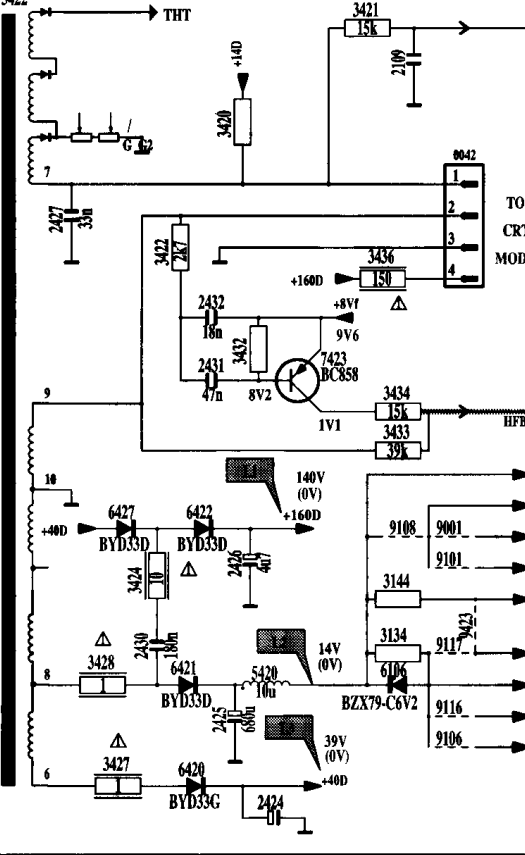 THT
3421
15k
2109
+14D
3420
G G2
7
2427
33n
0042
1
2
3
4
TO
CRT
MOD
3422
2k7
3436
150
+160D
2432
18n
+8Vf
9V6
3432
7423
BC858
2431
47n
8V2
1V1
3434
15k
3433
39k
HFB
9
10
140V
(0V)
+160D
+40D
6427
BYD33D
6422
BYD33D
3424
10
2426
4u7
2430
180n
9108
9001
9101
3144
9423
3134
9117
6106
BZX79-C6V2
9116
9106
8
3428
1
6421
BYD33D
5420
10u
14V
(0V)
2425
680u
39V
(0V)
+40D
6
3427
1
6420
BYD33G
2424